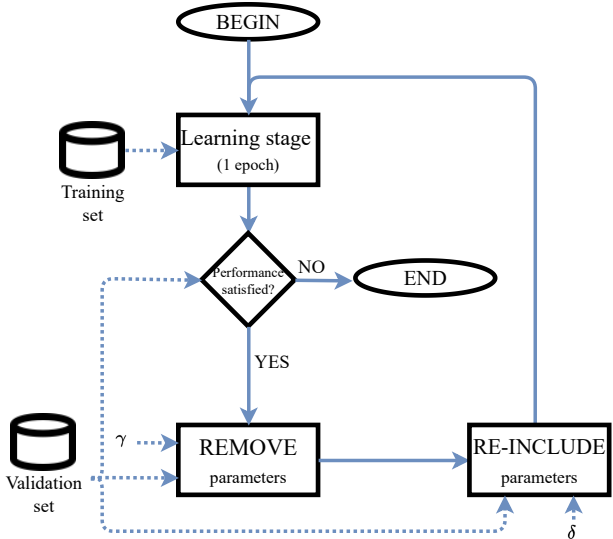 BEGIN
Learning stage
(1 epoch)
Training
set
Performance
satisfied?
NO
END
YES
γ
REMOVE
parameters
RE-INCLUDE
parameters
Validation
set
δ